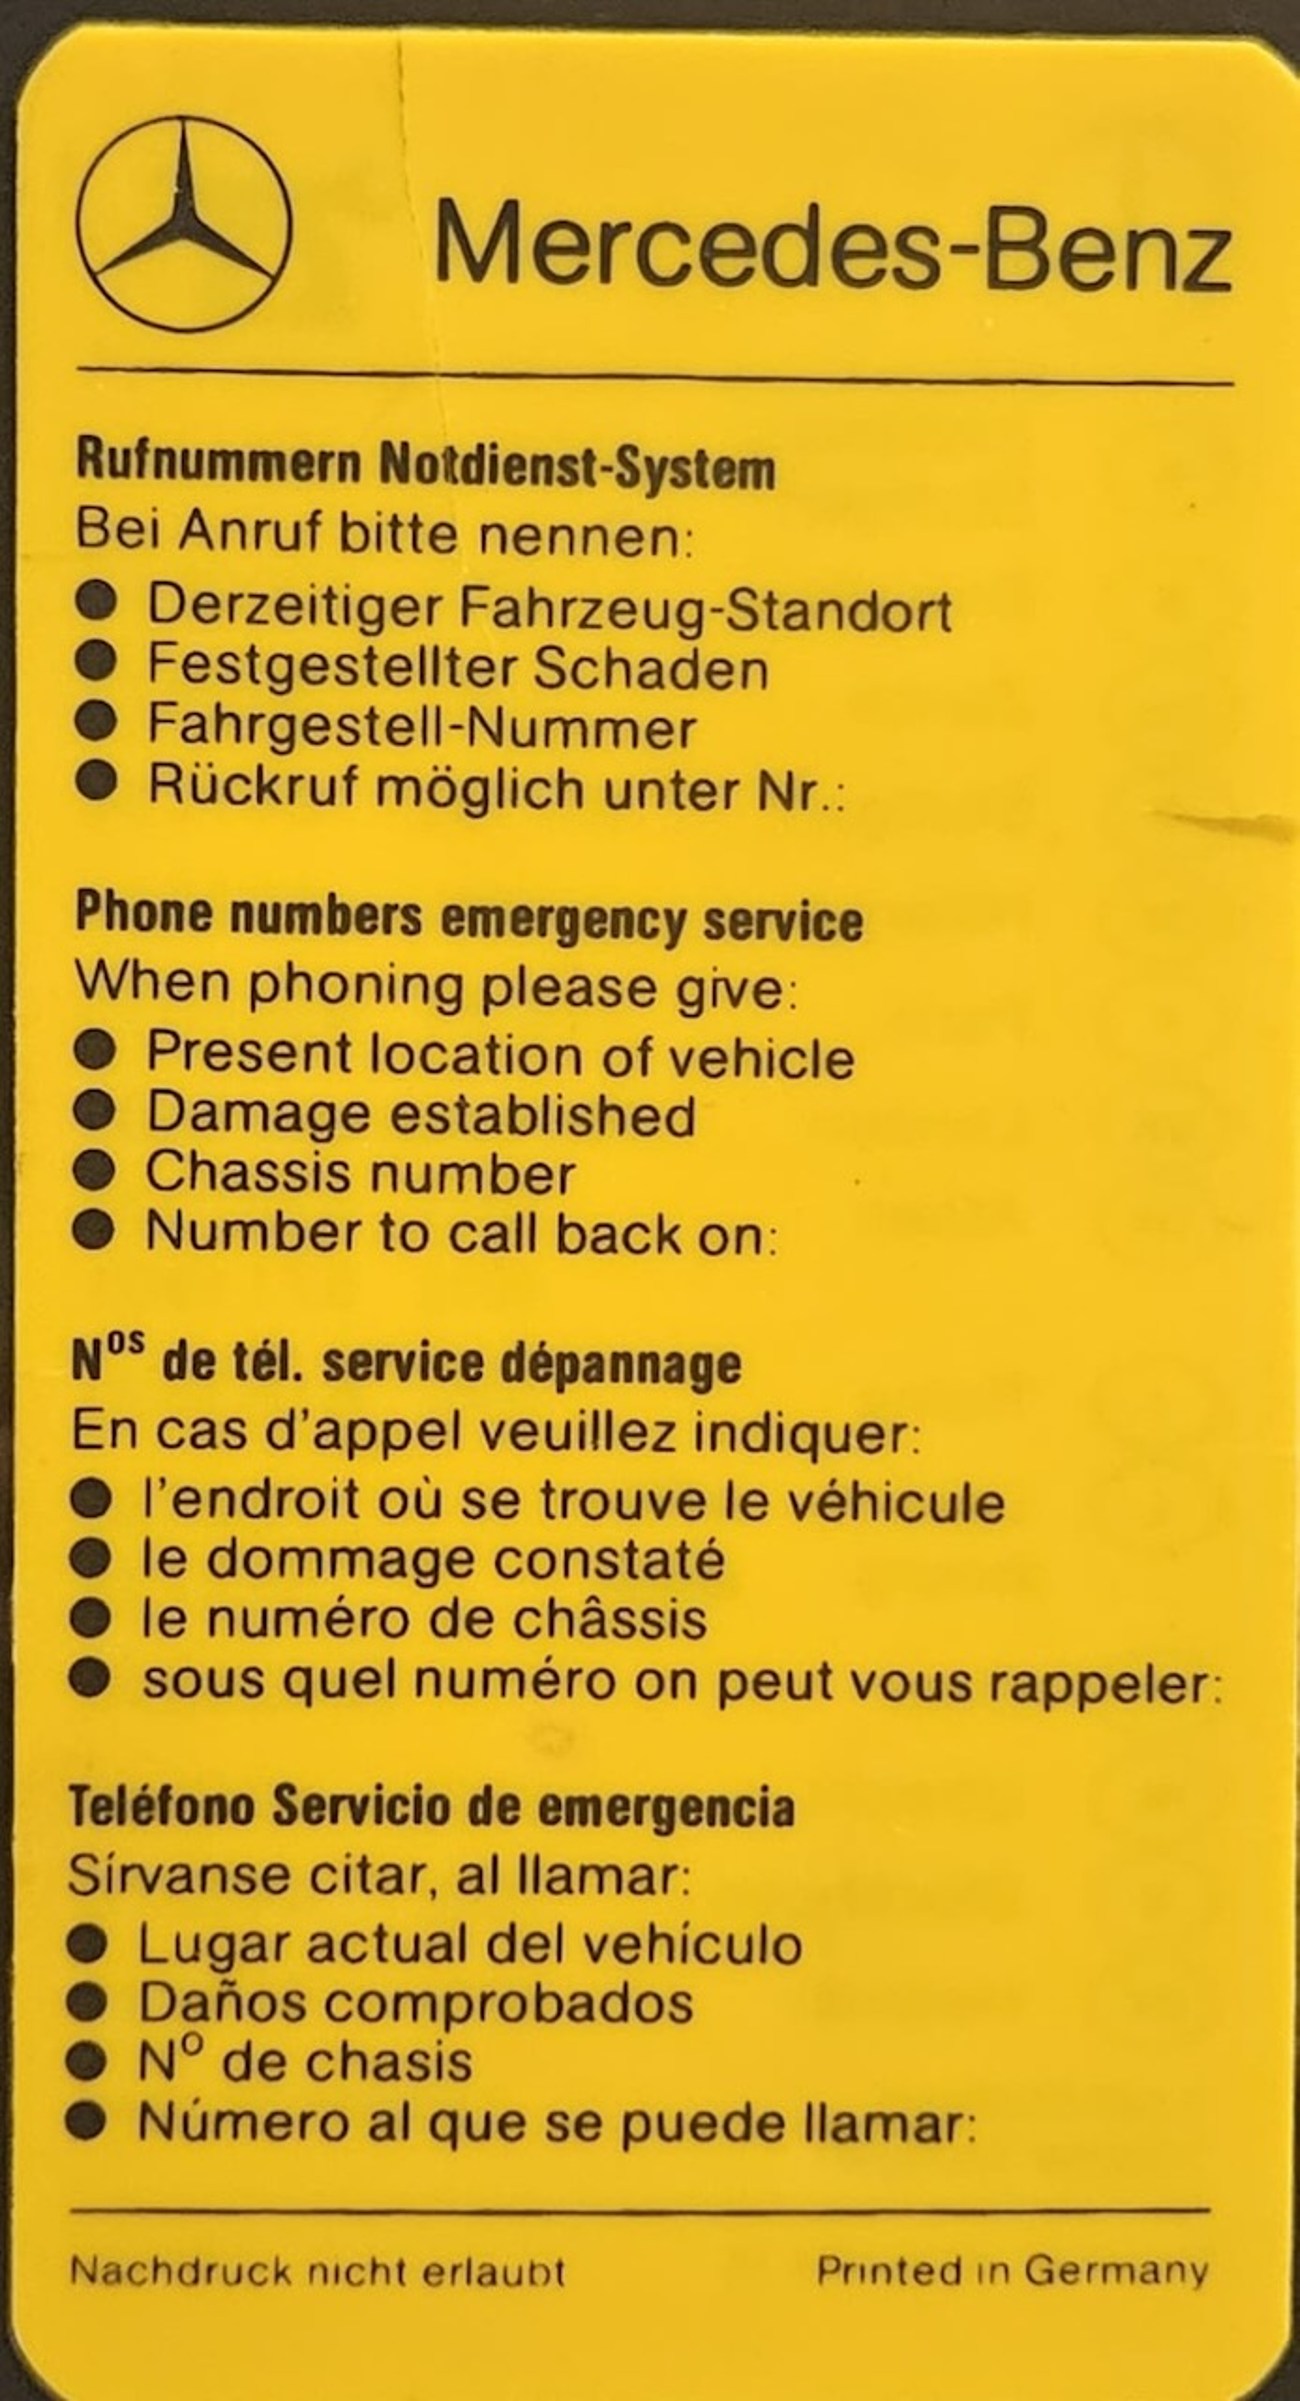 Mercedes-Benz
Rufnummern Notdienst-System
Bei Anruf bitte nennen:
● Derzeitiger Fahrzeug-Standort
● Festgestellter Schaden
● Fahrgestell-Nummer
● Rückruf möglich unter Nr.:
Phone numbers emergency service
When phoning please give:
● Present location of vehicle
● Damage established
● Chassis number
● Number to call back on:
Nos de tél. service dépannage
En cas d'appel veuillez indiquer:
● l'endroit où se trouve le véhicule
● le dommage constaté
● le numéro de châssis
● sous quel numéro on peut vous rappeler:
Teléfono Servicio de emergencia
Sírvanse citar, al llamar:
● Lugar actual del vehículo
● Daños comprobados
● Nº de chasis
● Número al que se puede llamar:
Nachdruck nicht erlaubt Printed in Germany